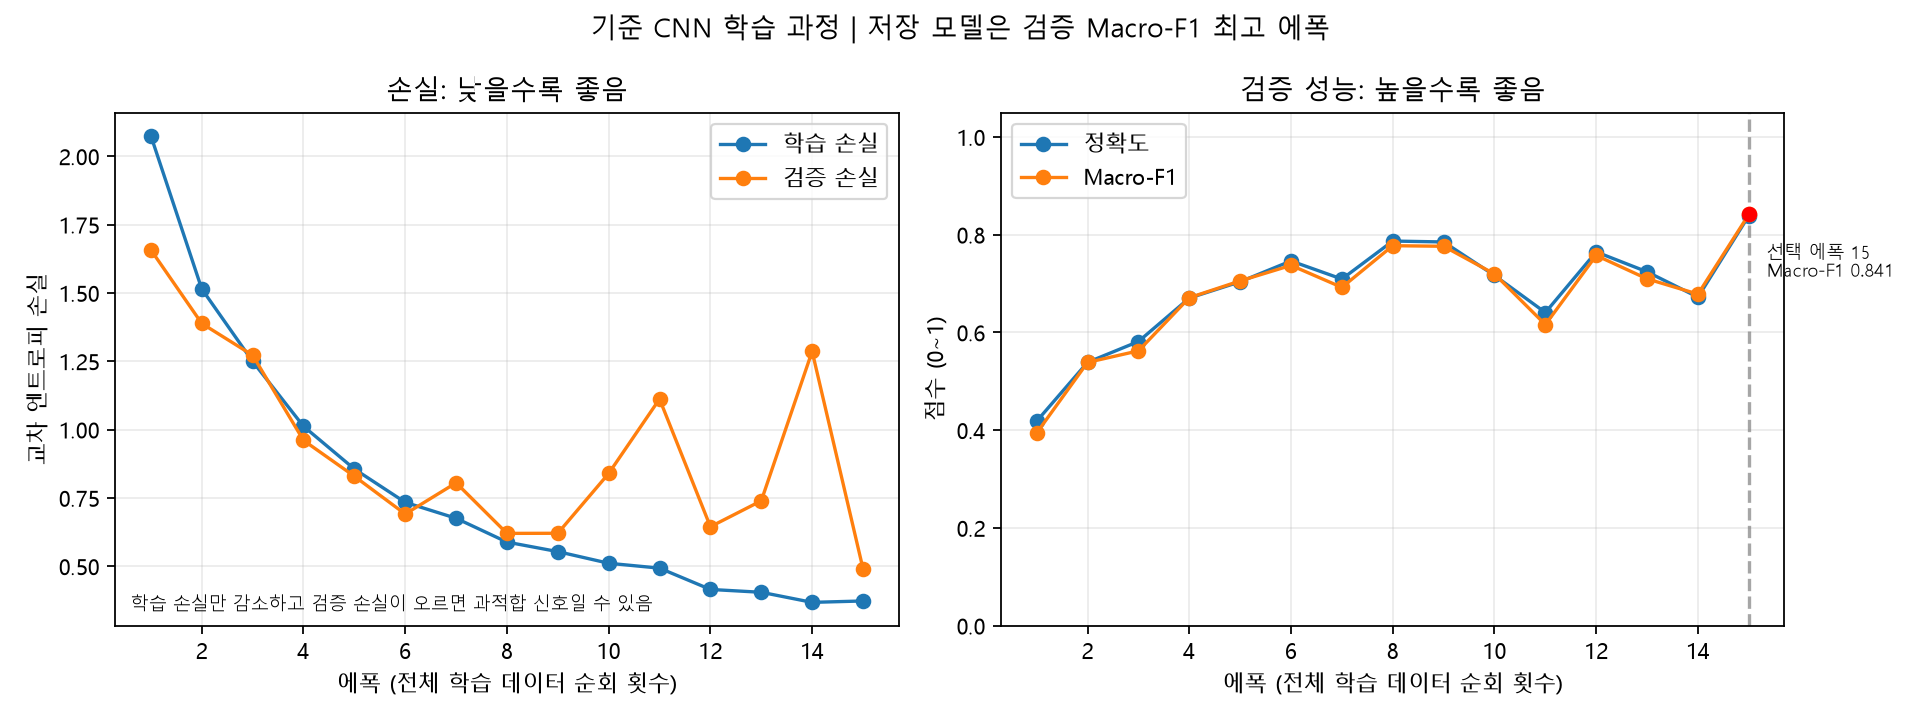 기준 CNN 학습 과정 | 저장 모델은 검증 Macro-F1 최고 에폭
손실: 낮을수록 좋음
교차 엔트로피 손실
2.00
1.75
1.50
1.25
1.00
0.75
0.50
학습 손실
검증 손실
학습 손실만 감소하고 검증 손실이 오르면 과적합 신호일 수 있음
2 4 6 8 10 12 14
에폭 (전체 학습 데이터 순회 횟수)
검증 성능: 높을수록 좋음
점수 (0~1)
1.0
0.8
0.6
0.4
0.2
0.0
정확도
Macro-F1
선택 에폭 15
Macro-F1 0.841
2 4 6 8 10 12 14
에폭 (전체 학습 데이터 순회 횟수)